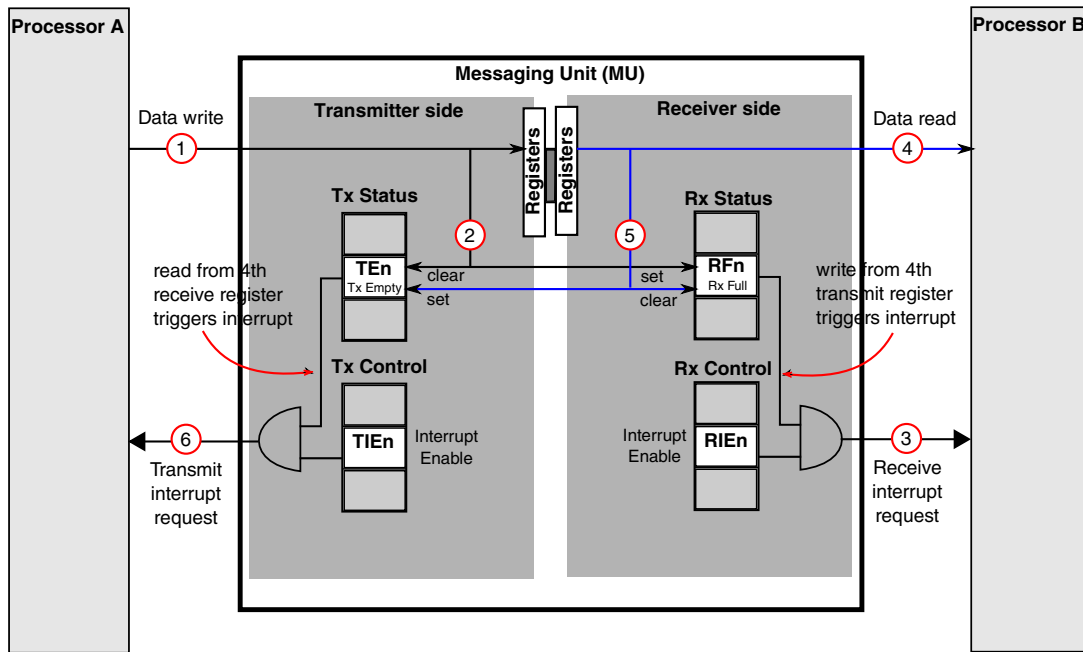 Processor A
Processor B
Messaging Unit (MU)
Transmitter side
Receiver side
Data write
Data read
1
4
Registers
Registers
Tx Status
Rx Status
2
5
TEn
Tx Empty
RFn
Rx Full
clear
set
set
clear
read from 4th
receive register
triggers interrupt
write from 4th
transmit register
triggers interrupt
Tx Control
Rx Control
TIEn
Interrupt
Enable
Interrupt
Enable
RIEn
6
3
Transmit
interrupt
request
Receive
interrupt
request